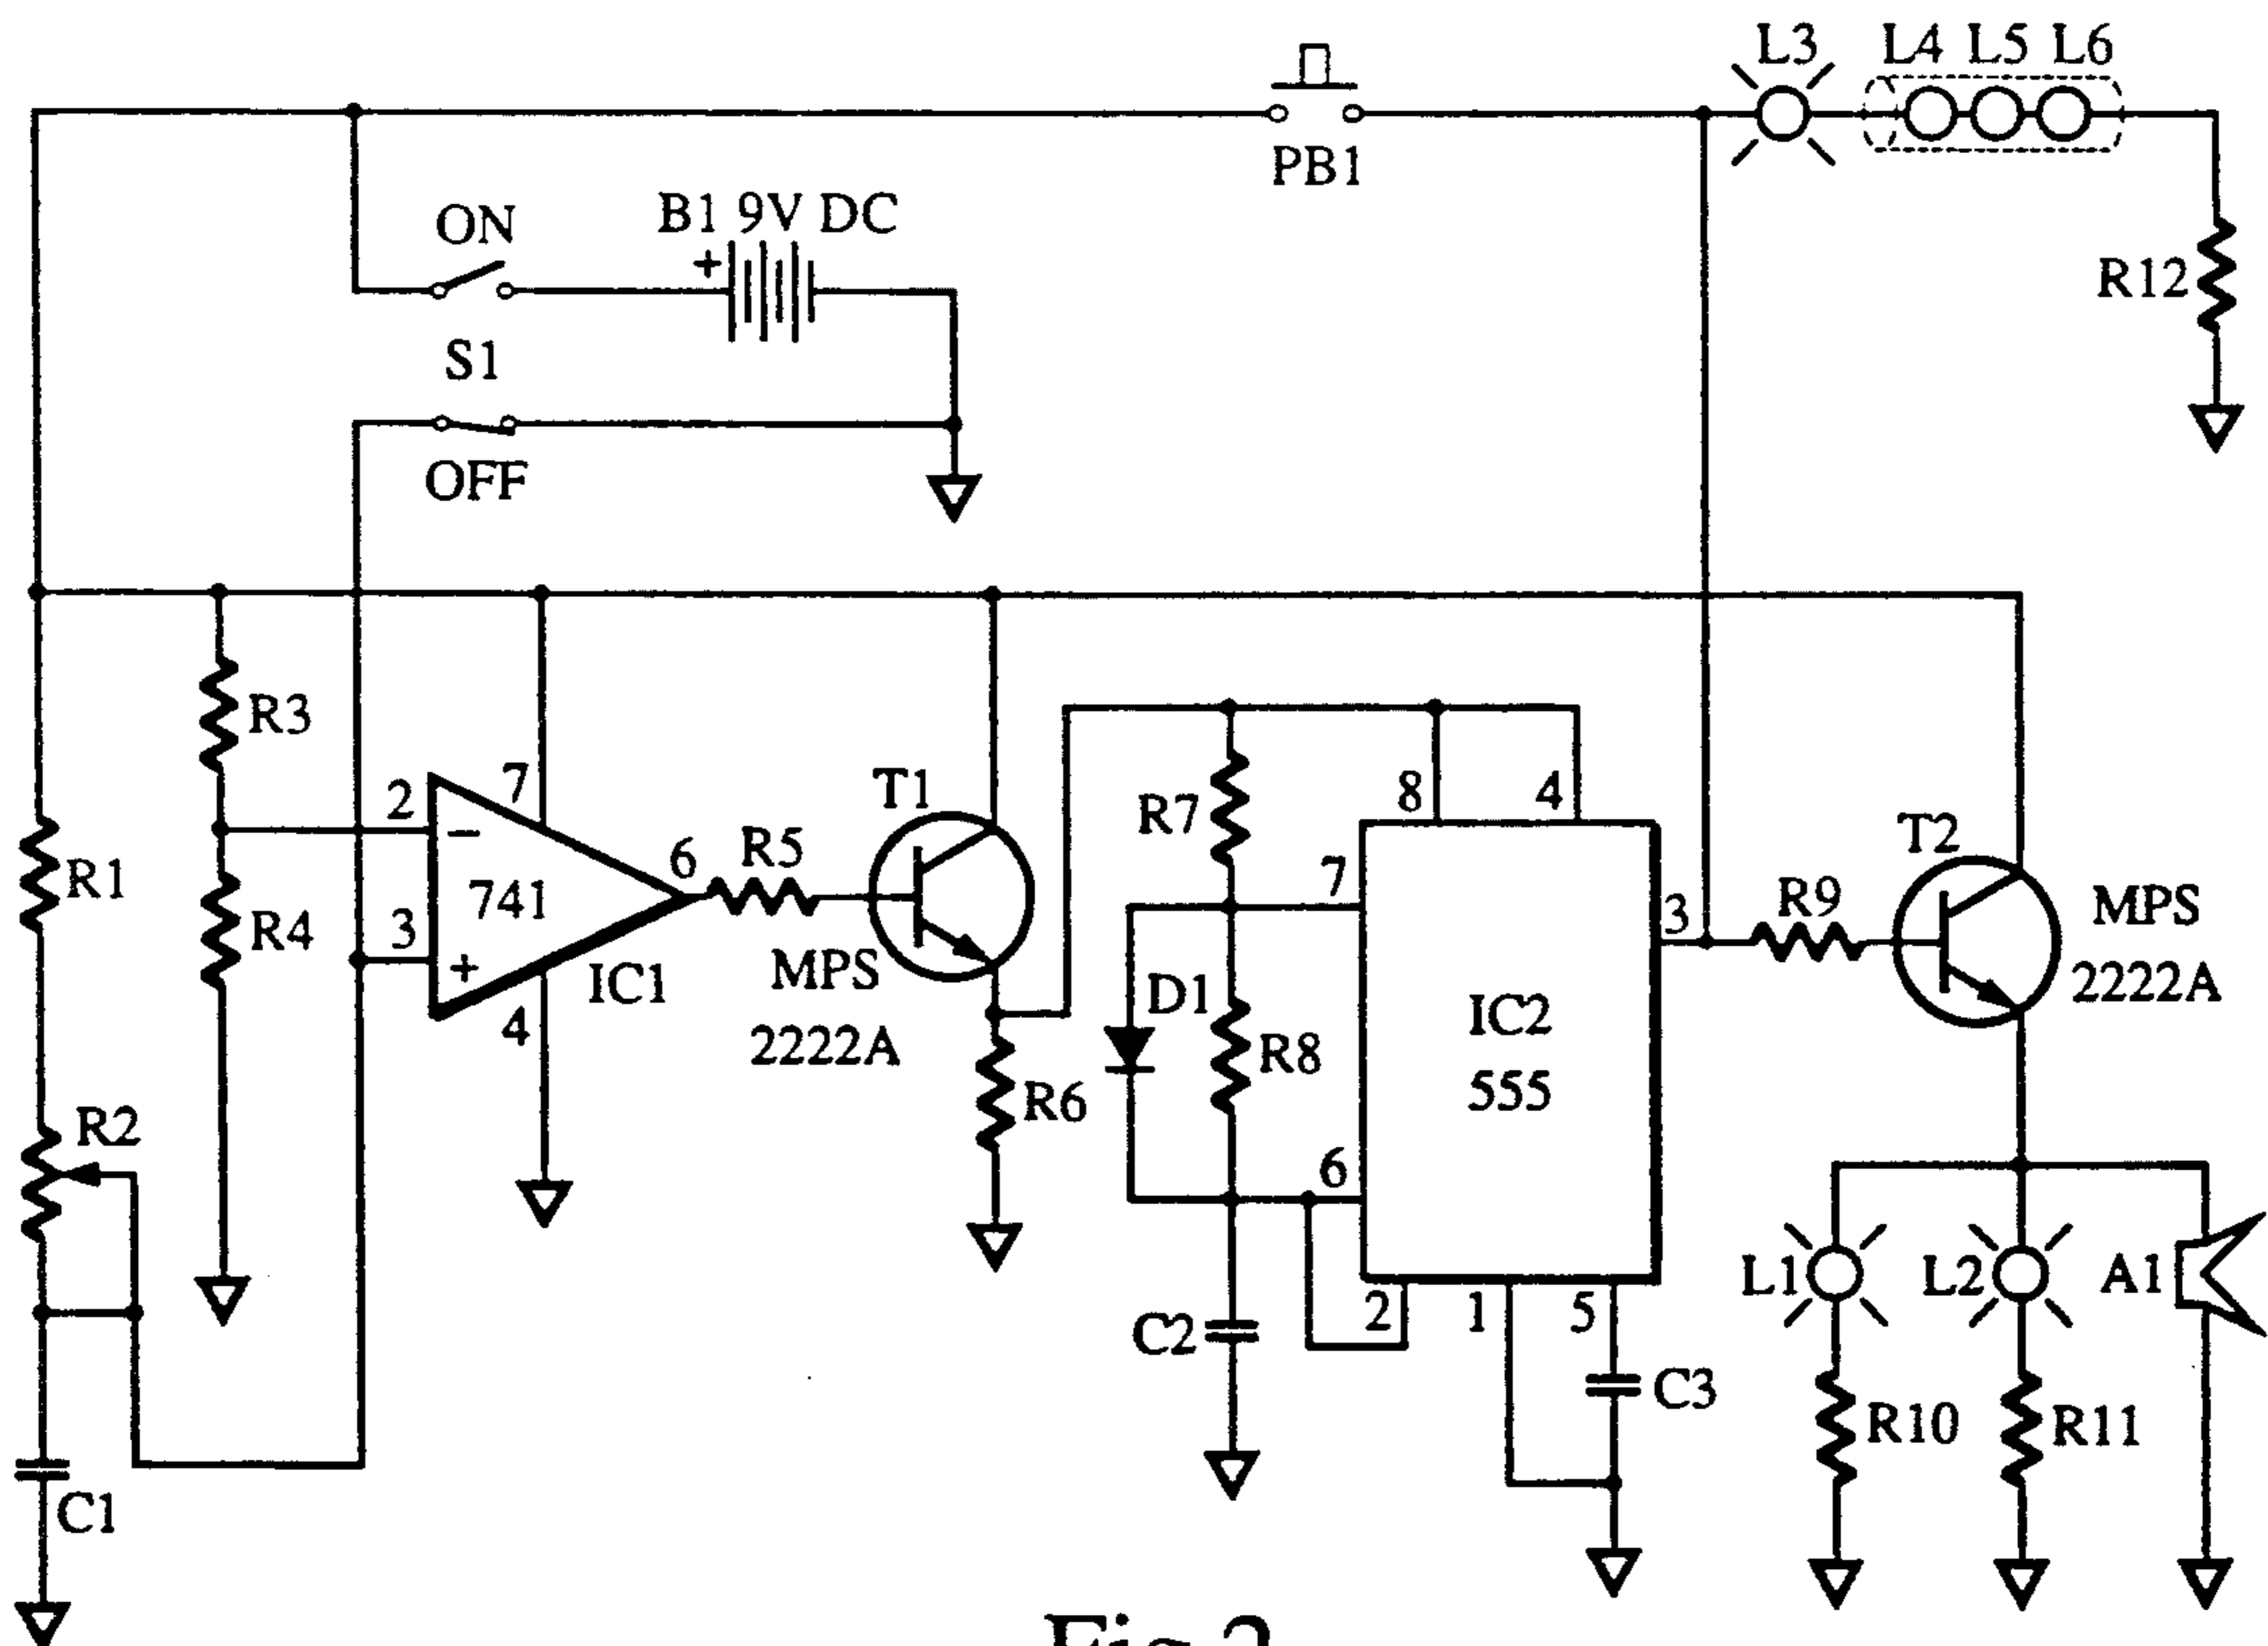 L3 L4 L5 L6
PB1
ON
B1 9V DC
+
R12
S1
OFF
R3
2
7
T1
R7
8
4
T2
R1
−
6
R5
7
R4
741
3
R9
MPS
2222A
3
+
IC1
MPS
2222A
D1
R8
IC2
555
4
R2
R6
6
L1
L2
A1
C2
2
1
5
C3
R10
R11
C1